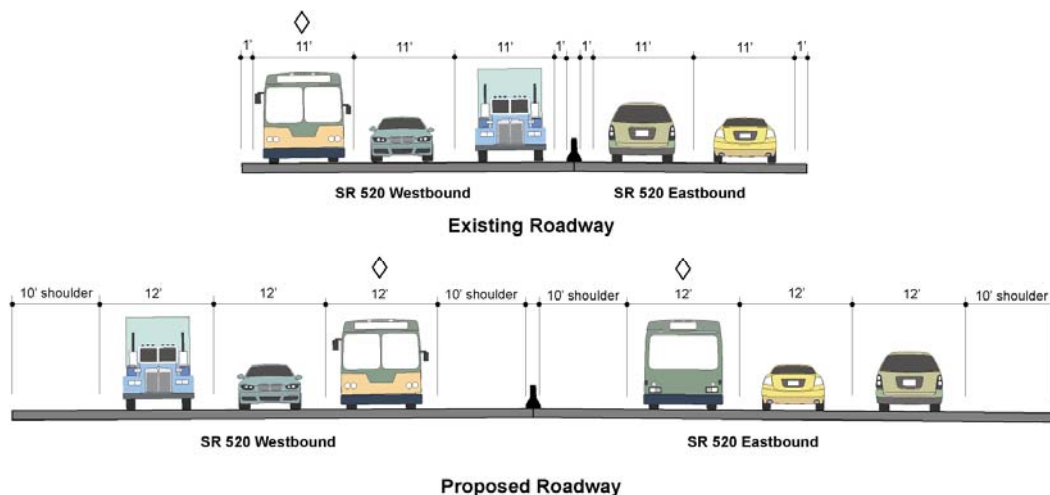 1' 11' 11' 11' 1' 1' 11' 11' 1'
SR 520 Westbound SR 520 Eastbound
Existing Roadway
10' shoulder 12' 12' 12' 10' shoulder 10' shoulder 12' 12' 12' 10' shoulder
SR 520 Westbound SR 520 Eastbound
Proposed Roadway